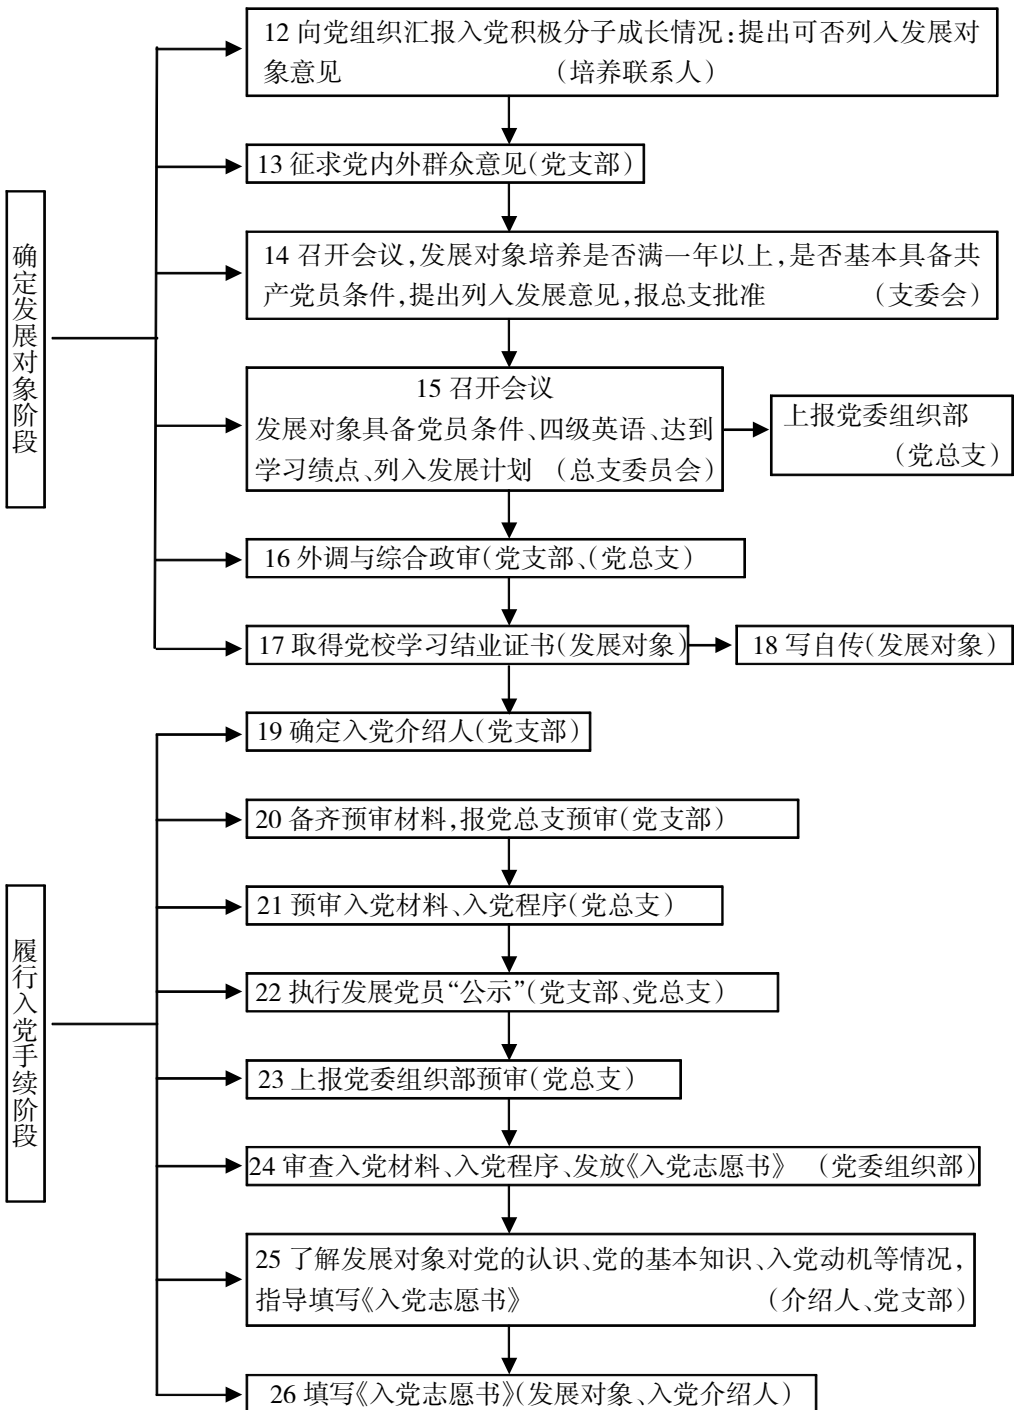 12 向党组织汇报入党积极分子成长情况:提出可否列入发展对
象意见 (培养联系人)
13 征求党内外群众意见(党支部)
确定发展对象阶段
14 召开会议,发展对象培养是否满一年以上,是否基本具备共
产党员条件,提出列入发展意见,报总支批准 (支委会)
15 召开会议
发展对象具备党员条件、四级英语、达到
学习绩点、列入发展计划 (总支委员会)
上报党委组织部
(党总支)
16 外调与综合政审(党支部、(党总支)
17 取得党校学习结业证书(发展对象)
18 写自传(发展对象)
19 确定入党介绍人(党支部)
20 备齐预审材料,报党总支预审(党支部)
履行入党手续阶段
21 预审入党材料、入党程序(党总支)
22 执行发展党员“公示”(党支部、党总支)
23 上报党委组织部预审(党总支)
24 审查入党材料、入党程序、发放《入党志愿书》 (党委组织部)
25 了解发展对象对党的认识、党的基本知识、入党动机等情况,
指导填写《入党志愿书》 (介绍人、党支部)
26 填写《入党志愿书》(发展对象、入党介绍人)